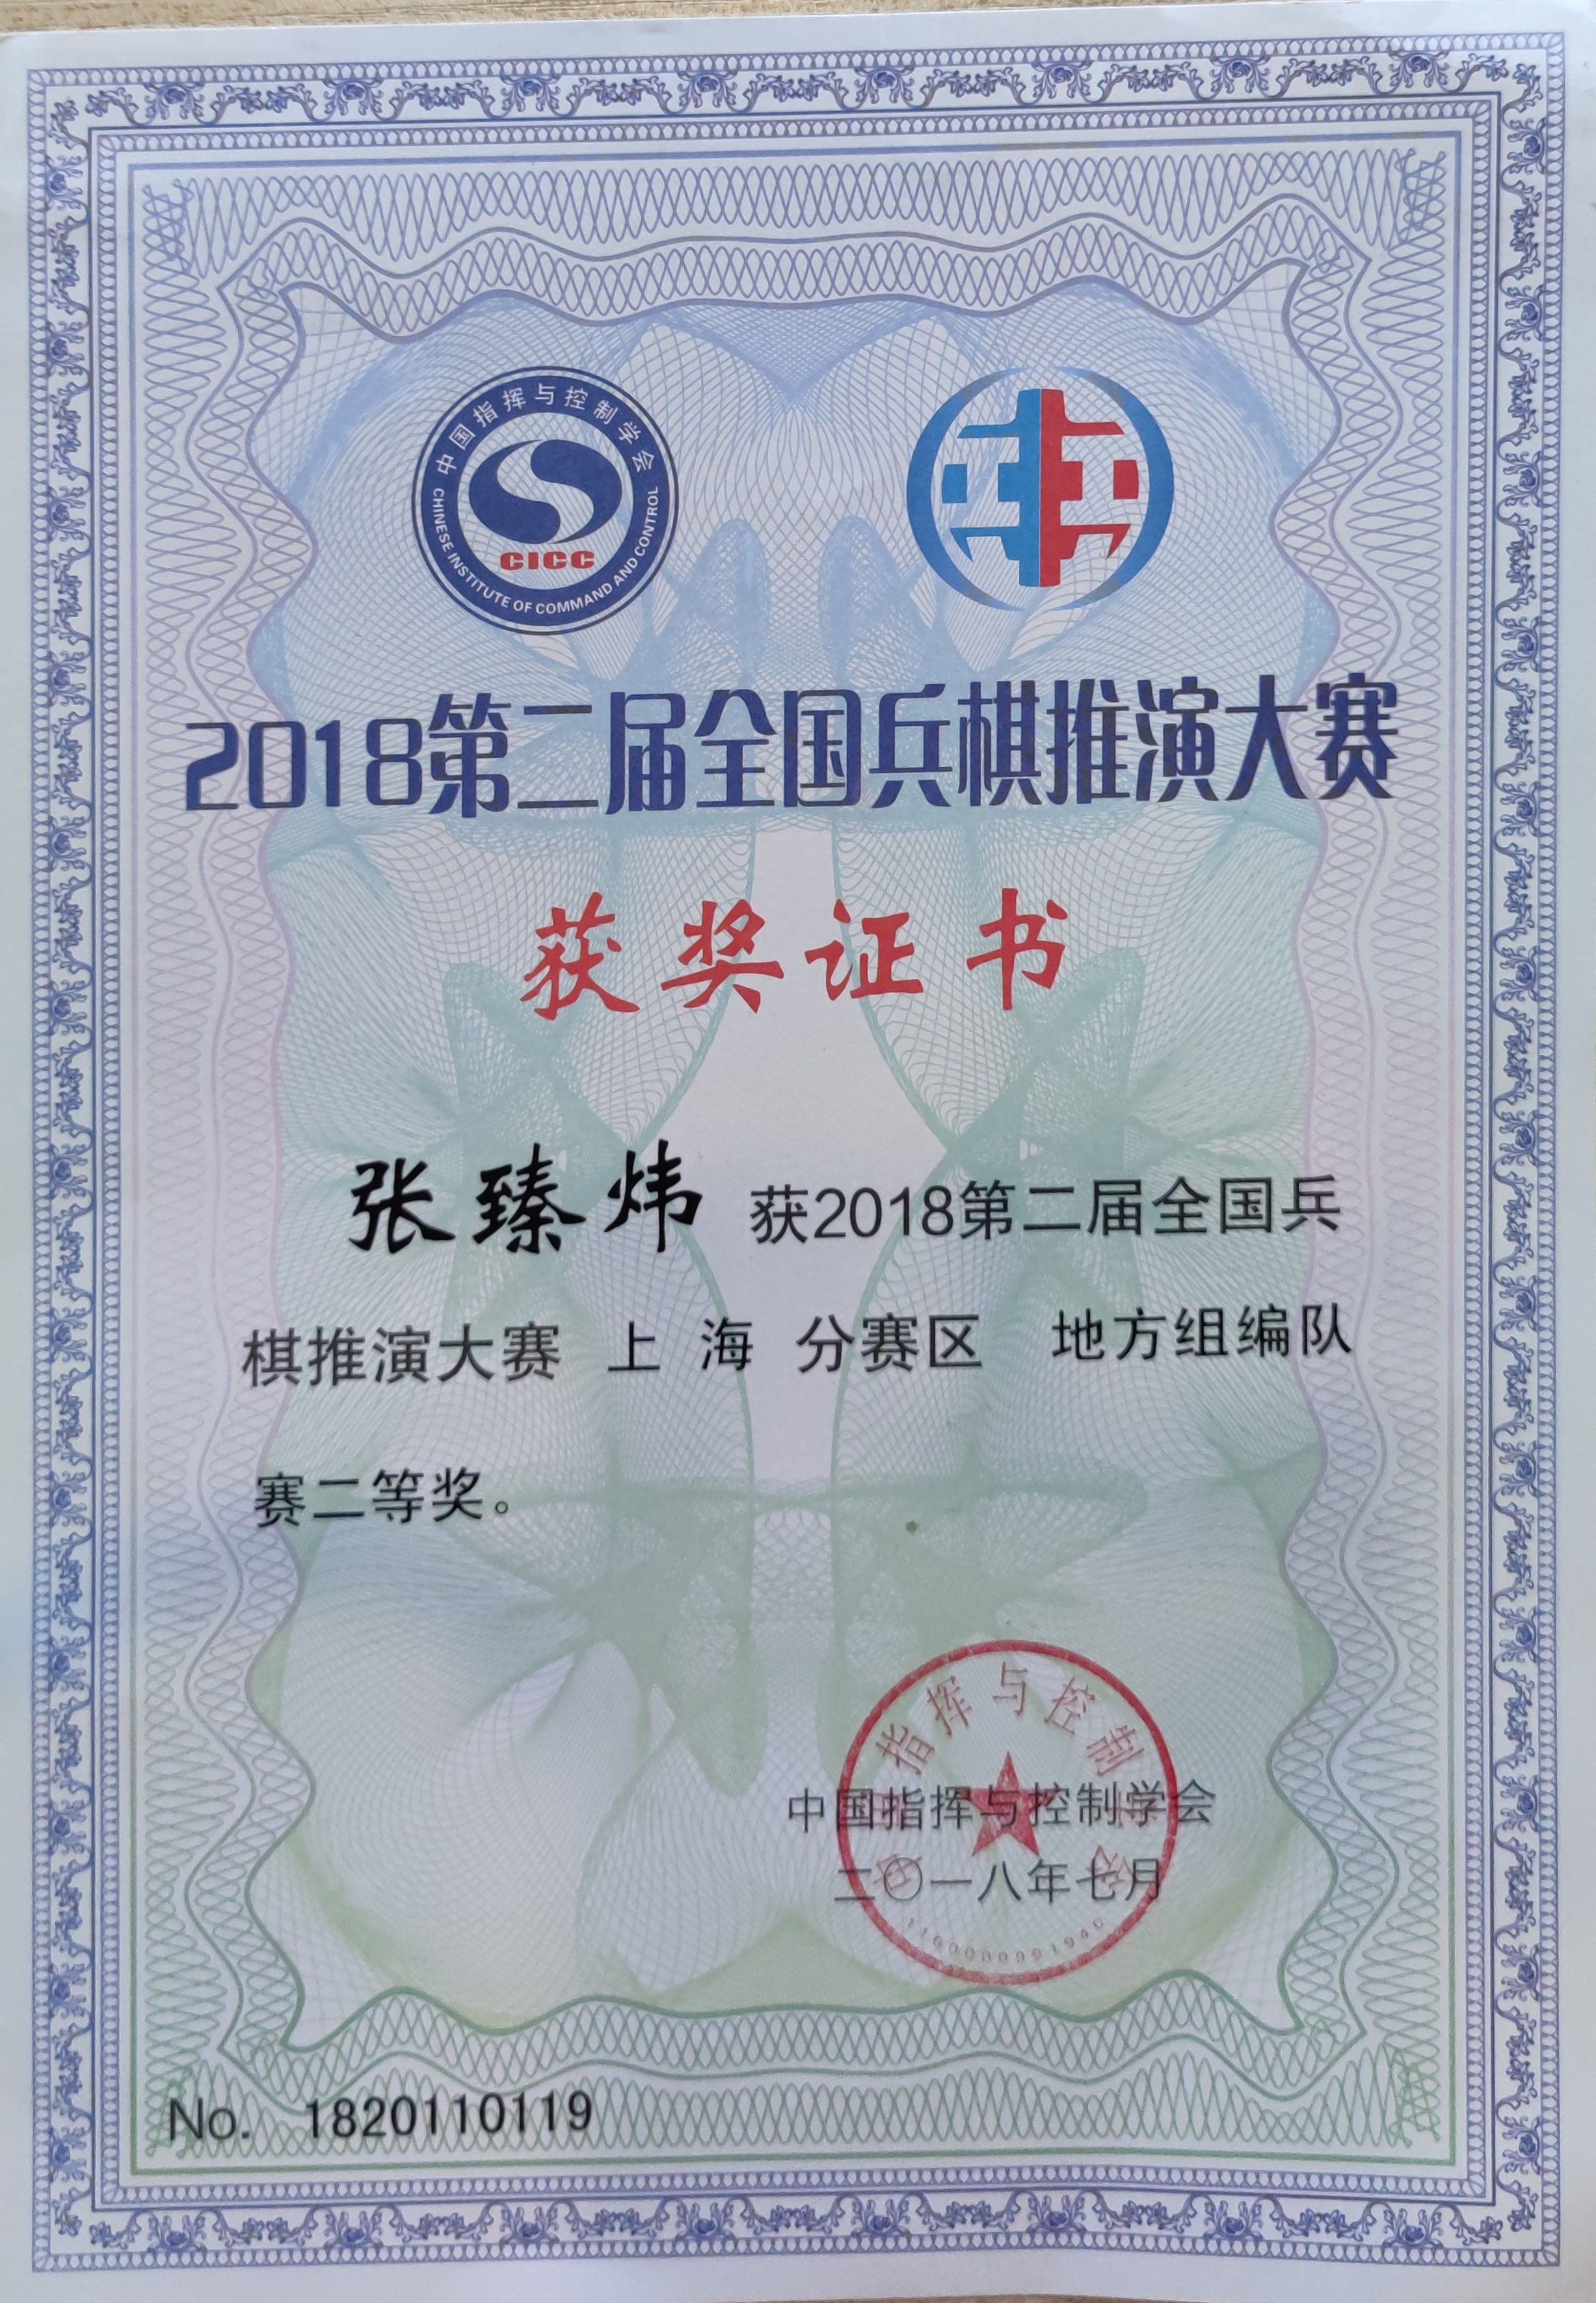 中国指挥与控制学会
CHINESE INSTITUTE OF COMMAND AND CONTROL
CICC
2018第二届全国兵棋推演大赛
获奖证书
张臻炜 获2018第二届全国兵
棋推演大赛 上海 分赛区 地方组编队
赛二等奖。
中国指挥与控制学会
中国指挥与控制学会
二〇一八年七月
No. 1820110119